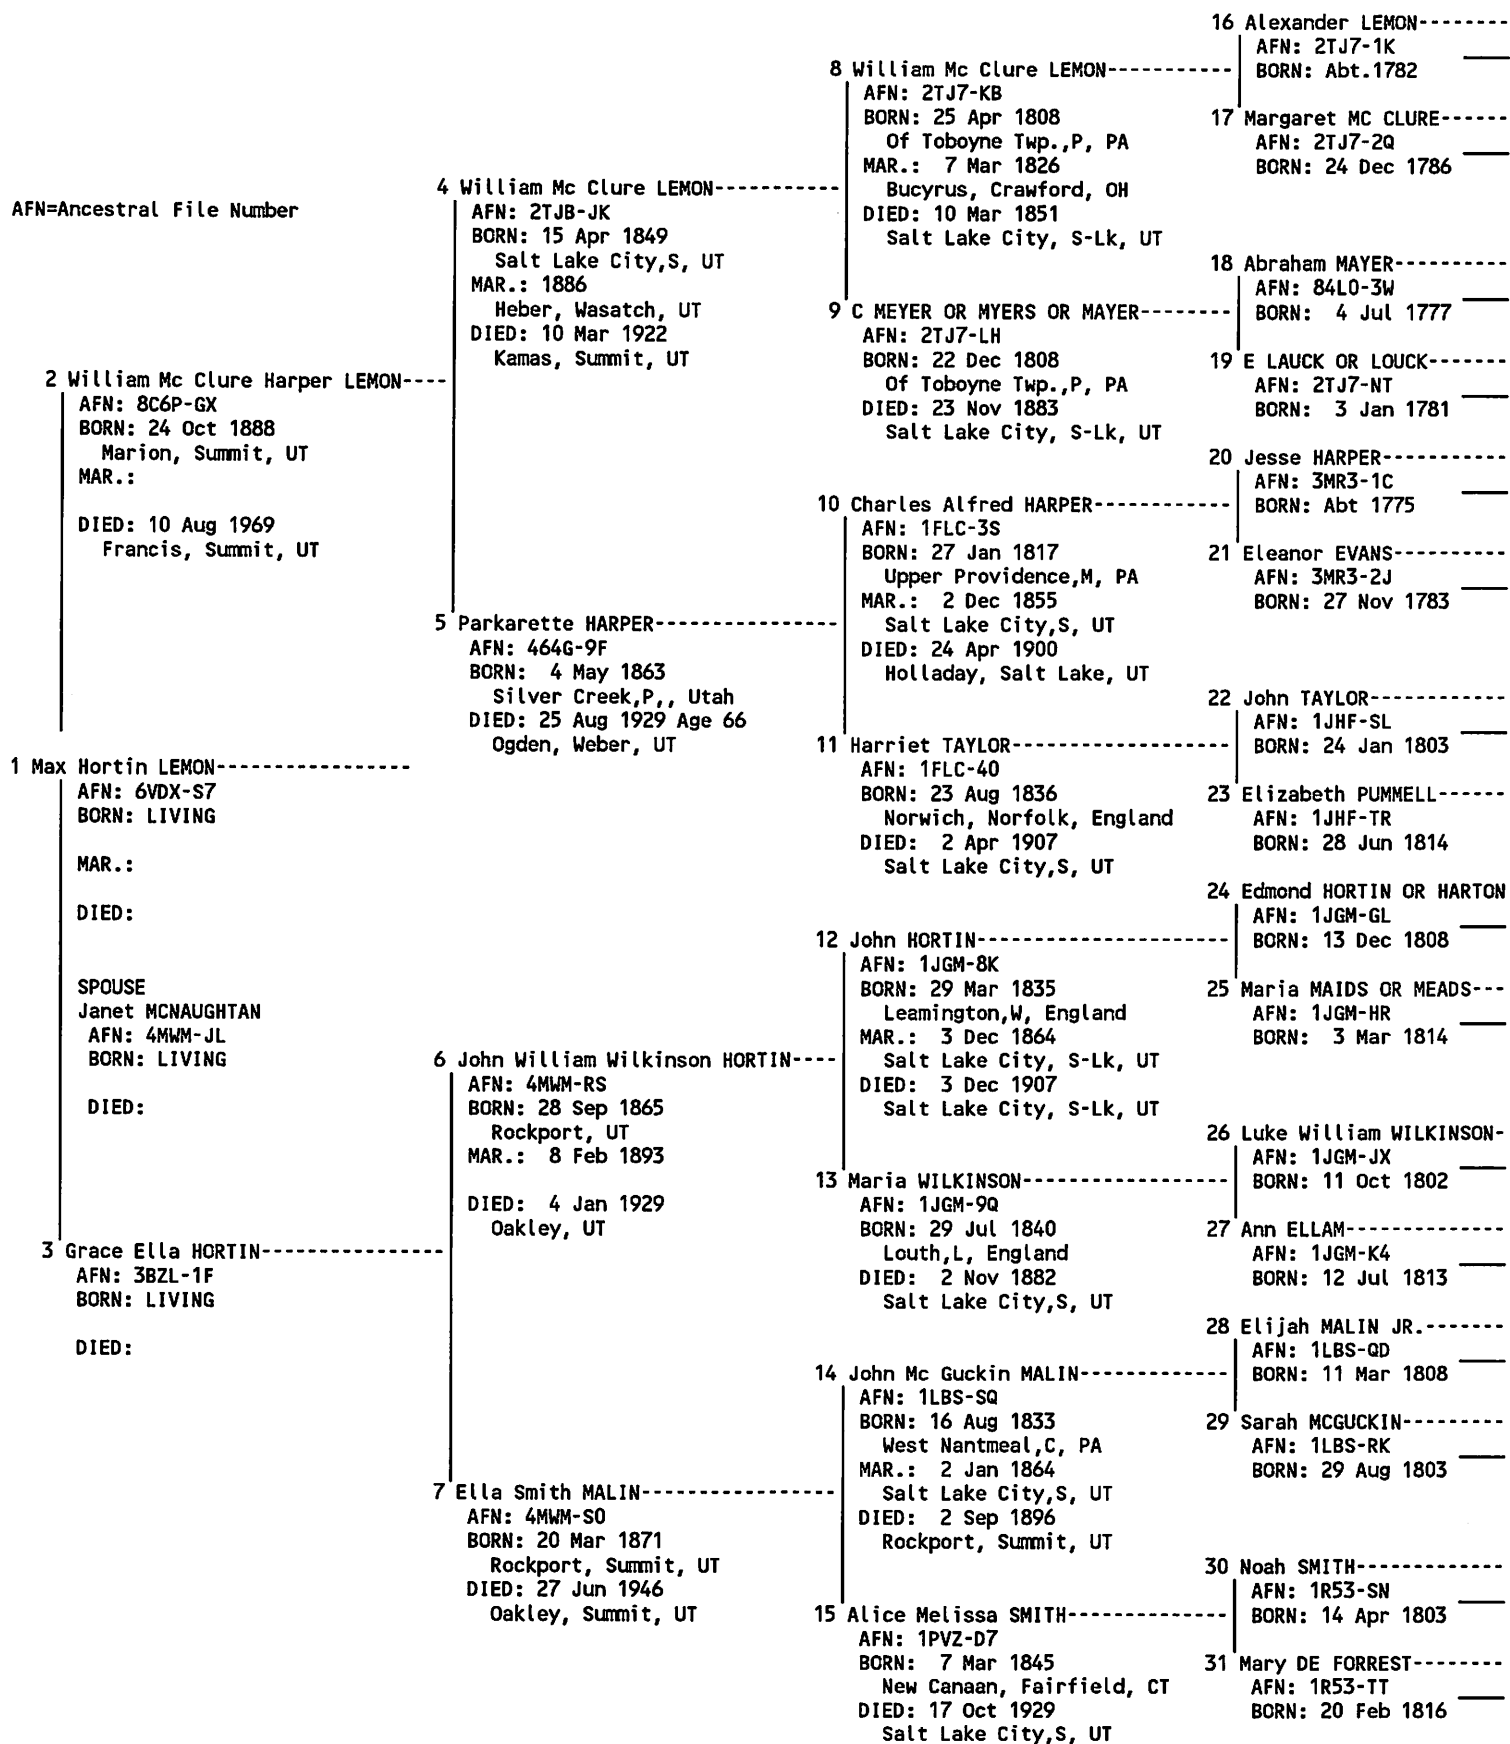 AFN=Ancestral File Number
1 Max Hortin LEMON----------------
AFN: 6VDX-S7
BORN: LIVING
MAR.:
DIED:
SPOUSE
Janet MCNAUGHTAN
AFN: 4MWM-JL
BORN: LIVING
DIED:
2 William Mc Clure Harper LEMON----
AFN: 8C6P-GX
BORN: 24 Oct 1888
Marion, Summit, UT
MAR.:
DIED: 10 Aug 1969
Francis, Summit, UT
3 Grace Ella HORTIN---------------
AFN: 3BZL-1F
BORN: LIVING
DIED:
4 William Mc Clure LEMON-----------
AFN: 2TJB-JK
BORN: 15 Apr 1849
Salt Lake City,S, UT
MAR.: 1886
Heber, Wasatch, UT
DIED: 10 Mar 1922
Kamas, Summit, UT
5 Parkarette HARPER----------------
AFN: 464G-9F
BORN:  4 May 1863
Silver Creek,P,, Utah
DIED: 25 Aug 1929 Age 66
Ogden, Weber, UT
6 John William Wilkinson HORTIN----
AFN: 4MWM-RS
BORN: 28 Sep 1865
Rockport, UT
MAR.:  8 Feb 1893
DIED:  4 Jan 1929
Oakley, UT
7 Ella Smith MALIN----------------
AFN: 4MWM-S0
BORN: 20 Mar 1871
Rockport, Summit, UT
DIED: 27 Jun 1946
Oakley, Summit, UT
8 William Mc Clure LEMON-----------
AFN: 2TJ7-KB
BORN: 25 Apr 1808
Of Toboyne Twp.,P, PA
MAR.:  7 Mar 1826
Bucyrus, Crawford, OH
DIED: 10 Mar 1851
Salt Lake City, S-Lk, UT
9 C MEYER OR MYERS OR MAYER--------
AFN: 2TJ7-LH
BORN: 22 Dec 1808
Of Toboyne Twp.,P, PA
DIED: 23 Nov 1883
Salt Lake City, S-Lk, UT
10 Charles Alfred HARPER------------
AFN: 1FLC-3S
BORN: 27 Jan 1817
Upper Providence,M, PA
MAR.:  2 Dec 1855
Salt Lake City,S, UT
DIED: 24 Apr 1900
Holladay, Salt Lake, UT
11 Harriet TAYLOR-------------------
AFN: 1FLC-40
BORN: 23 Aug 1836
Norwich, Norfolk, England
DIED:  2 Apr 1907
Salt Lake City,S, UT
12 John HORTIN----------------------
AFN: 1JGM-8K
BORN: 29 Mar 1835
Leamington,W, England
MAR.:  3 Dec 1864
Salt Lake City, S-Lk, UT
DIED:  3 Dec 1907
Salt Lake City, S-Lk, UT
13 Maria WILKINSON------------------
AFN: 1JGM-9Q
BORN: 29 Jul 1840
Louth,L, England
DIED:  2 Nov 1882
Salt Lake City,S, UT
14 John Mc Guckin MALIN-------------
AFN: 1LBS-SQ
BORN: 16 Aug 1833
West Nantmeal,C, PA
MAR.:  2 Jan 1864
Salt Lake City,S, UT
DIED:  2 Sep 1896
Rockport, Summit, UT
15 Alice Melissa SMITH--------------
AFN: 1PVZ-D7
BORN:  7 Mar 1845
New Canaan, Fairfield, CT
DIED: 17 Oct 1929
Salt Lake City,S, UT
16 Alexander LEMON--------
AFN: 2TJ7-1K
BORN: Abt.1782
17 Margaret MC CLURE------
AFN: 2TJ7-2Q
BORN: 24 Dec 1786
18 Abraham MAYER----------
AFN: 84L0-3W
BORN:  4 Jul 1777
19 E LAUCK OR LOUCK-------
AFN: 2TJ7-NT
BORN:  3 Jan 1781
20 Jesse HARPER-----------
AFN: 3MR3-1C
BORN: Abt 1775
21 Eleanor EVANS----------
AFN: 3MR3-2J
BORN: 27 Nov 1783
22 John TAYLOR------------
AFN: 1JHF-SL
BORN: 24 Jan 1803
23 Elizabeth PUMMELL------
AFN: 1JHF-TR
BORN: 28 Jun 1814
24 Edmond HORTIN OR HARTON
AFN: 1JGM-GL
BORN: 13 Dec 1808
25 Maria MAIDS OR MEADS---
AFN: 1JGM-HR
BORN:  3 Mar 1814
26 Luke William WILKINSON-
AFN: 1JGM-JX
BORN: 11 Oct 1802
27 Ann ELLAM--------------
AFN: 1JGM-K4
BORN: 12 Jul 1813
28 Elijah MALIN JR.-------
AFN: 1LBS-QD
BORN: 11 Mar 1808
29 Sarah MCGUCKIN---------
AFN: 1LBS-RK
BORN: 29 Aug 1803
30 Noah SMITH-------------
AFN: 1R53-SN
BORN: 14 Apr 1803
31 Mary DE FORREST--------
AFN: 1R53-TT
BORN: 20 Feb 1816